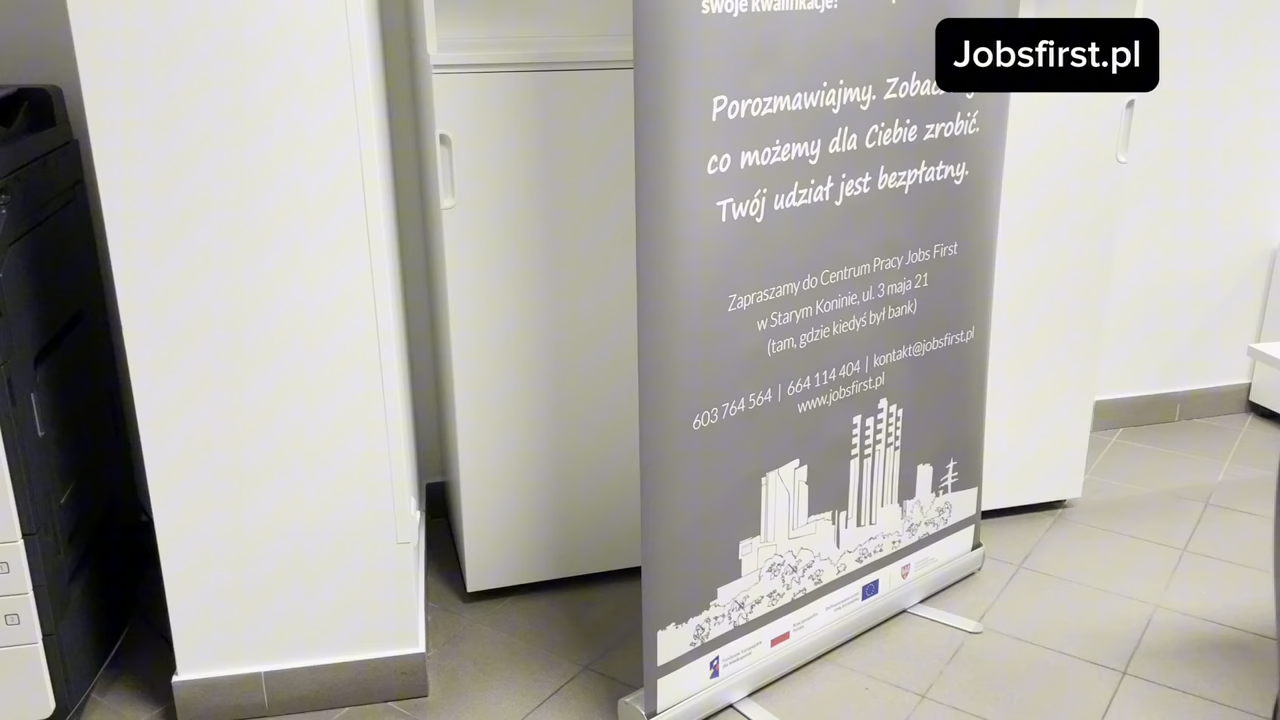 swoje kwalifikacje?
Jobsfirst.pl
Porozmawiajmy.
co możemy dla Ciebie zrobić.
Twój udział jest bezpłatny.
Zapraszamy do Centrum Pracy Jobs First
w Starym Koninie, ul. 3 maja 21
(tam, gdzie kiedyś był bank)
603 764 564 | 664 114 404 | kontakt@jobsfirst.pl
www.jobsfirst.pl